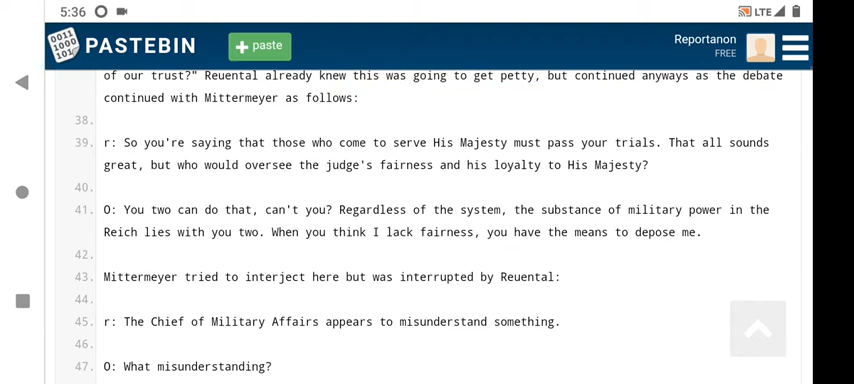 5:36
LTE
0011
1000
101
PASTEBIN
+ paste
Reportanon
FREE
of our trust?" Reuental already knew this was going to get petty, but continued anyways as the debate
continued with Mittermeyer as follows:
38.
39. r: So you're saying that those who come to serve His Majesty must pass your trials. That all sounds
great, but who would oversee the judge's fairness and his loyalty to His Majesty?
40.
41. O: You two can do that, can't you? Regardless of the system, the substance of military power in the
Reich lies with you two. When you think I lack fairness, you have the means to depose me.
42.
43. Mittermeyer tried to interject here but was interrupted by Reuental:
44.
45. r: The Chief of Military Affairs appears to misunderstand something.
46.
47. O: What misunderstanding?